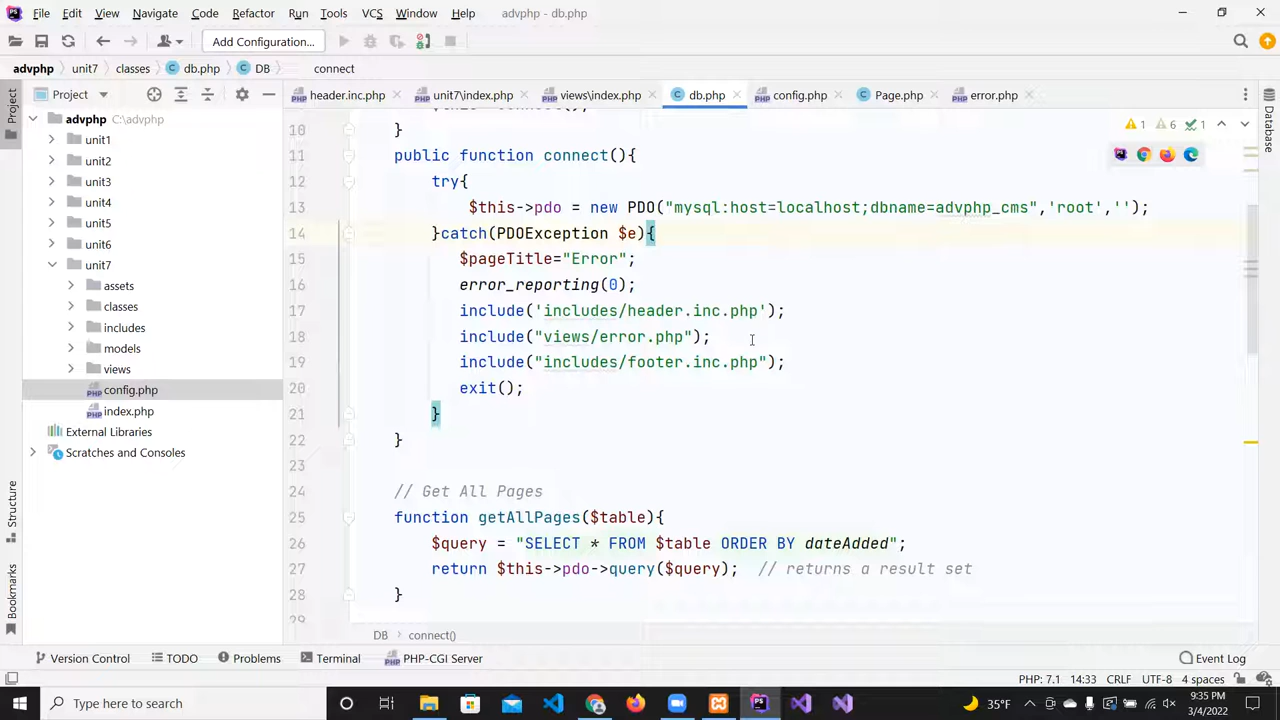 File Edit View Navigate Code Refactor Run Tools VCS Window Help advphp - db.php
Add Configuration...
advphp unit7 classes db.php DB connect
Project
Project
header.inc.php unit7\index.php views\index.php db.php config.php Page.php error.php
Database
advphp C:\advphp
unit1
unit2
unit3
unit4
unit5
unit6
unit7
assets
classes
includes
models
views
config.php
index.php
External Libraries
Scratches and Consoles
Structure
Bookmarks
1 6 1
10 }
11 public function connect(){
12 try{
13 $this->pdo = new PDO("mysql:host=localhost;dbname=advphp_cms",'root','');
14 }catch(PDOException $e){
15 $pageTitle="Error";
16 error_reporting(0);
17 include('includes/header.inc.php');
18 include("views/error.php");
19 include("includes/footer.inc.php");
20 exit();
21 }
22 }
23
24 // Get All Pages
25 function getAllPages($table){
26 $query = "SELECT * FROM $table ORDER BY dateAdded";
27 return $this->pdo->query($query); // returns a result set
28 }
29
DB connect()
Version Control TODO Problems Terminal PHP-CGI Server Event Log
PHP: 7.1 14:33 CRLF UTF-8 4 spaces
Type here to search
35°F
9:35 PM
3/4/2022